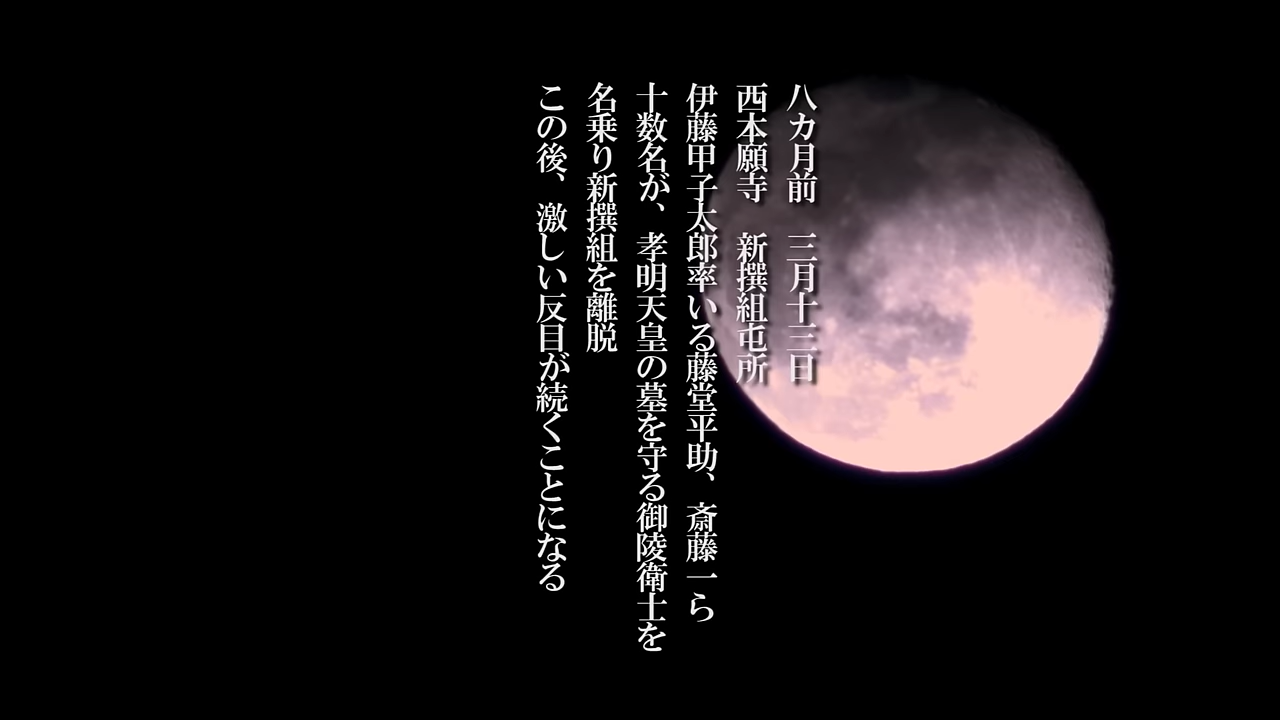 八カ月前　三月十三日
西本願寺　新撰組屯所
伊藤甲子太郎率いる藤堂平助、斎藤一ら
十数名が、孝明天皇の墓を守る御陵衛士を
名乗り新撰組を離脱
この後、激しい反目が続くことになる